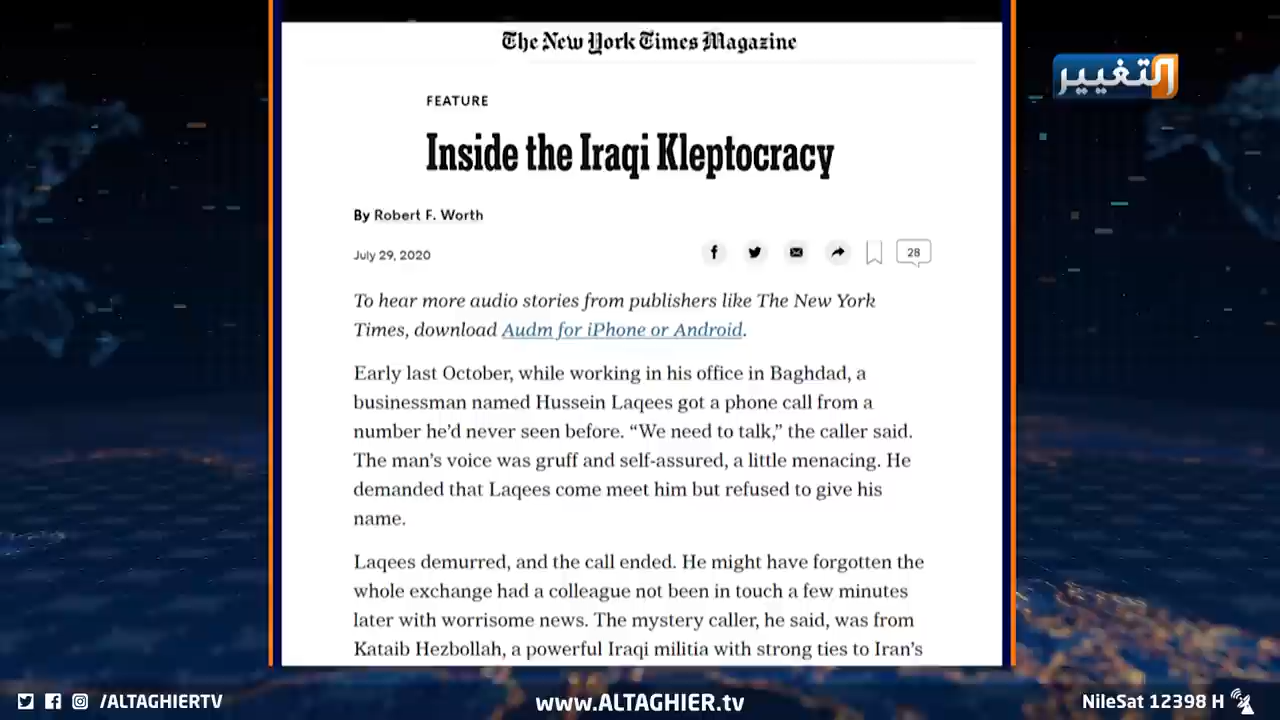 The New York Times Magazine
التغيير
FEATURE
Inside the Iraqi Kleptocracy
By Robert F. Worth
July 29, 2020
28
To hear more audio stories from publishers like The New York
Times, download Audm for iPhone or Android.
Early last October, while working in his office in Baghdad, a
businessman named Hussein Laqees got a phone call from a
number he’d never seen before. “We need to talk,” the caller said.
The man’s voice was gruff and self-assured, a little menacing. He
demanded that Laqees come meet him but refused to give his
name.
Laqees demurred, and the call ended. He might have forgotten the
whole exchange had a colleague not been in touch a few minutes
later with worrisome news. The mystery caller, he said, was from
Kataib Hezbollah, a powerful Iraqi militia with strong ties to Iran’s
/ALTAGHIERTV
www.ALTAGHIER.tv
NileSat 12398 H